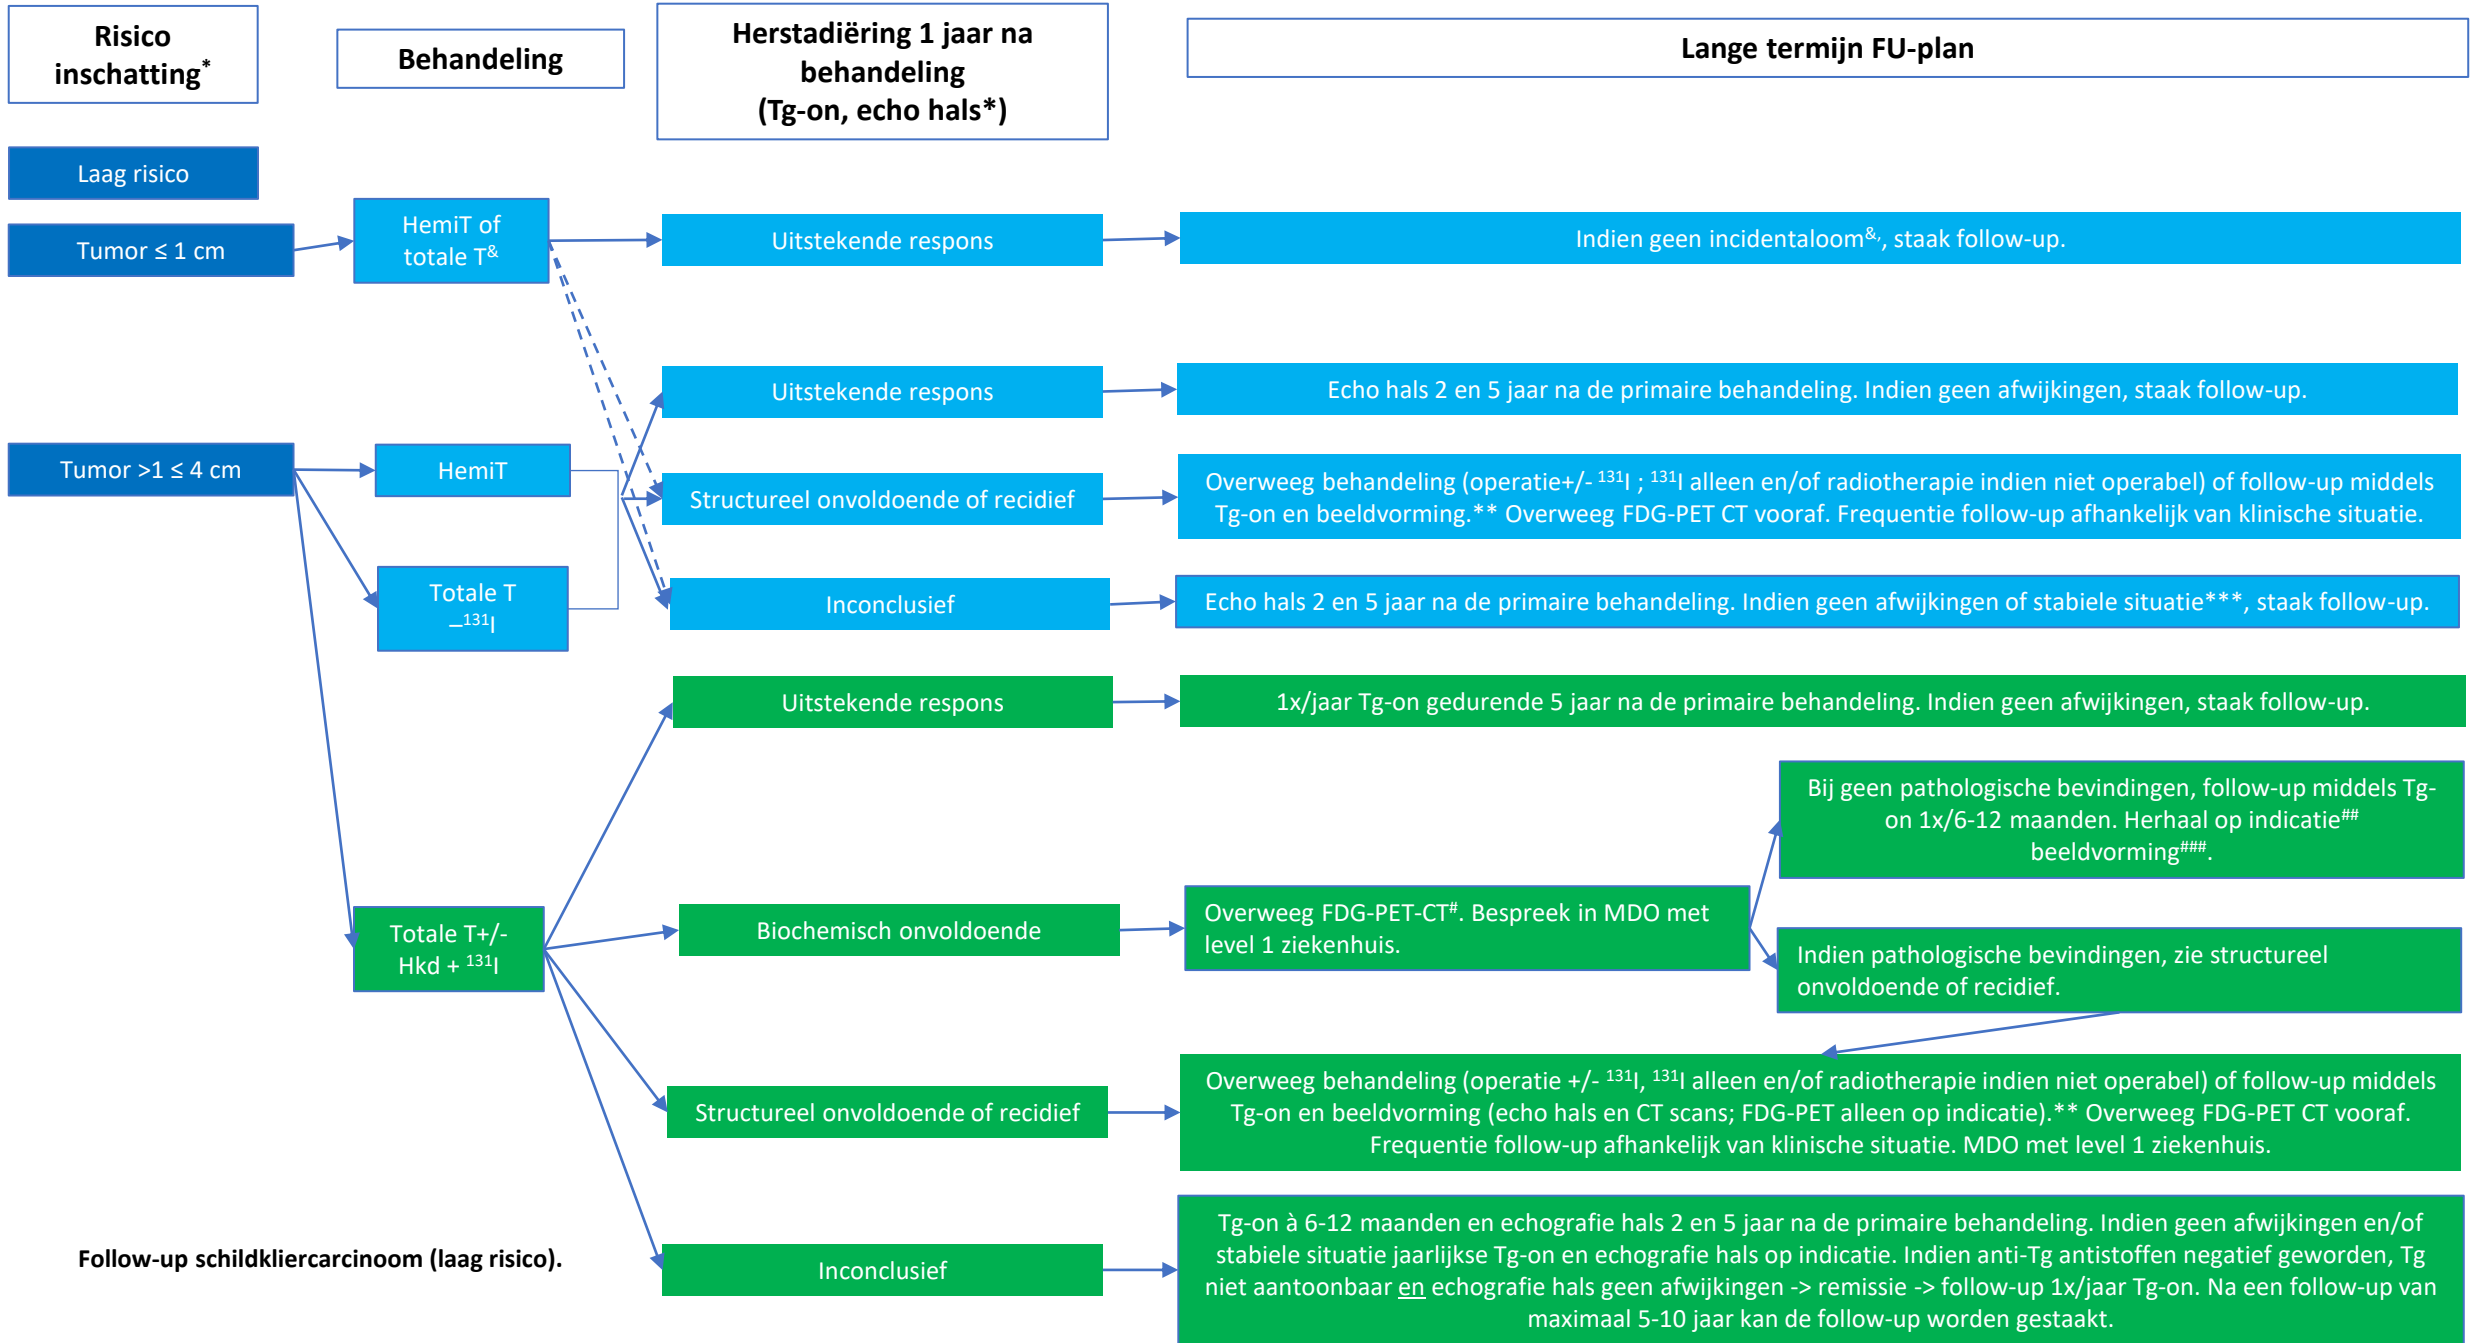 Risico
inschatting*
Behandeling
Herstadiëring 1 jaar na
behandeling
(Tg-on, echo hals*)
Lange termijn FU-plan
Laag risico
Tumor ≤ 1 cm
HemiT of
totale T&
Uitstekende respons
Indien geen incidentaloom&,, staak follow-up.
Uitstekende respons
Echo hals 2 en 5 jaar na de primaire behandeling. Indien geen afwijkingen, staak follow-up.
Tumor >1 ≤ 4 cm
HemiT
Structureel onvoldoende of recidief
Overweeg behandeling (operatie+/- 131I ; 131I alleen en/of radiotherapie indien niet operabel) of follow-up middels
Tg-on en beeldvorming.** Overweeg FDG-PET CT vooraf. Frequentie follow-up afhankelijk van klinische situatie.
Totale T
–131I
Inconclusief
Echo hals 2 en 5 jaar na de primaire behandeling. Indien geen afwijkingen of stabiele situatie***, staak follow-up.
Uitstekende respons
1x/jaar Tg-on gedurende 5 jaar na de primaire behandeling. Indien geen afwijkingen, staak follow-up.
Totale T+/-
Hkd + 131I
Biochemisch onvoldoende
Overweeg FDG-PET-CT#. Bespreek in MDO met
level 1 ziekenhuis.
Bij geen pathologische bevindingen, follow-up middels Tg-
on 1x/6-12 maanden. Herhaal op indicatie##
beeldvorming###.
Indien pathologische bevindingen, zie structureel
onvoldoende of recidief.
Structureel onvoldoende of recidief
Overweeg behandeling (operatie +/- 131I, 131I alleen en/of radiotherapie indien niet operabel) of follow-up middels
Tg-on en beeldvorming (echo hals en CT scans; FDG-PET alleen op indicatie).** Overweeg FDG-PET CT vooraf.
Frequentie follow-up afhankelijk van klinische situatie. MDO met level 1 ziekenhuis.
Inconclusief
Tg-on à 6-12 maanden en echografie hals 2 en 5 jaar na de primaire behandeling. Indien geen afwijkingen en/of
stabiele situatie jaarlijkse Tg-on en echografie hals op indicatie. Indien anti-Tg antistoffen negatief geworden, Tg
niet aantoonbaar en echografie hals geen afwijkingen -> remissie -> follow-up 1x/jaar Tg-on. Na een follow-up van
maximaal 5-10 jaar kan de follow-up worden gestaakt.
Follow-up schildkliercarcinoom (laag risico).